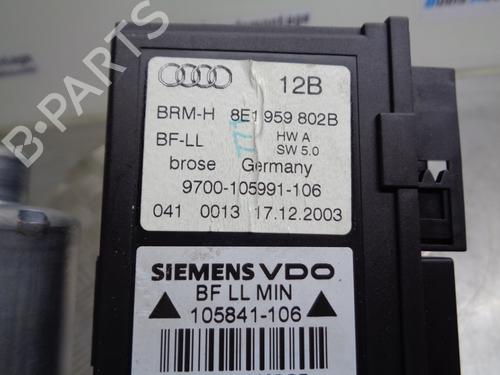 B-PARTS
12B
BRM-H 8E1 959 802B
BF-LL HW A
SW 5.0
brose Germany
9700-105991-106
041 0013 17.12.2003
SIEMENS VDO
BF LL MIN
105841-106